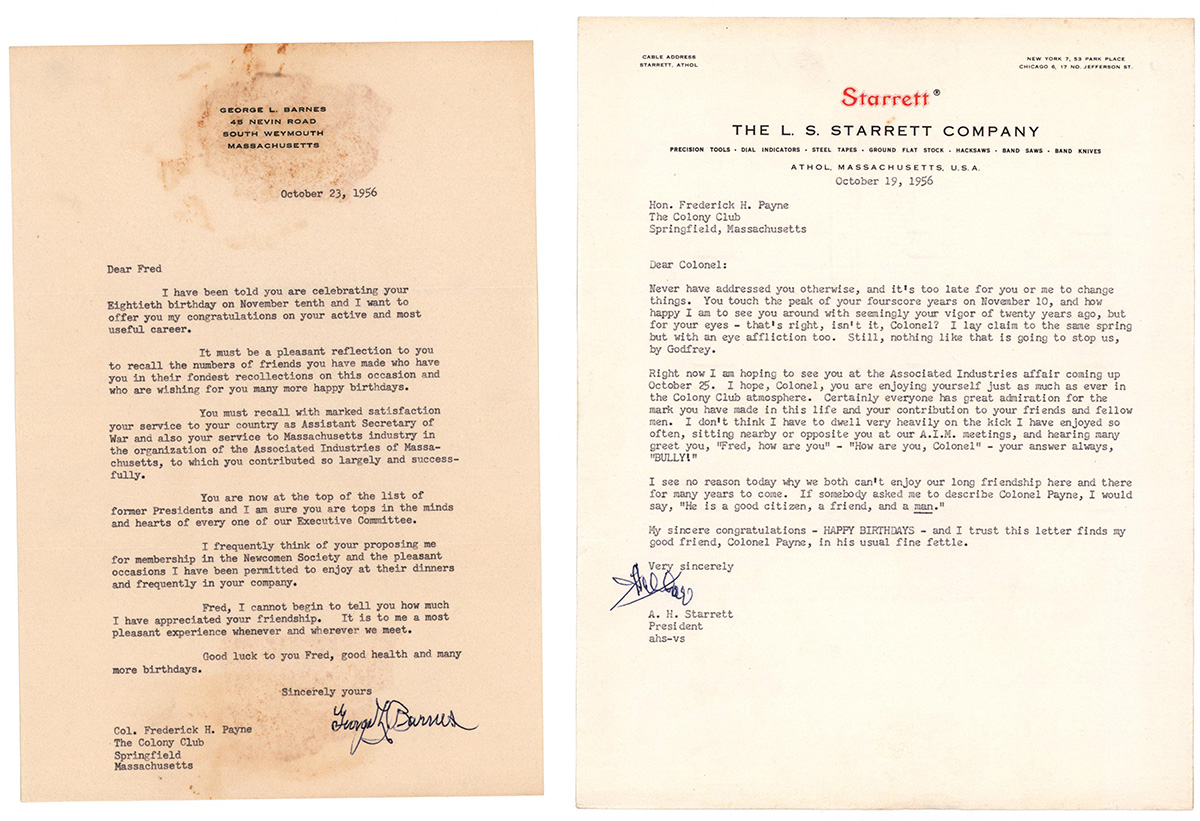 GEORGE L. BARNES
45 NEVIN ROAD
SOUTH WEYMOUTH
MASSACHUSETTS
October 23, 1956
Dear Fred
I have been told you are celebrating your
Eightieth birthday on November tenth and I want to
offer you my congratulations on your active and most
useful career.
It must be a pleasant reflection to you
to recall the numbers of friends you have made who have
you in their fondest recollections on this occasion and
who are wishing for you many more happy birthdays.
You must recall with marked satisfaction
your service to your country as Assistant Secretary of
War and also your service to Massachusetts industry in
the organization of the Associated Industries of Massa-
chusetts, to which you contributed so largely and success-
fully.
You are now at the top of the list of
former Presidents and I am sure you are tops in the minds
and hearts of every one of our Executive Committee.
I frequently think of your proposing me
for membership in the Newcomen Society and the pleasant
occasions I have been permitted to enjoy at their dinners
and frequently in your company.
Fred, I cannot begin to tell you how much
I have appreciated your friendship. It is to me a most
pleasant experience whenever and wherever we meet.
Good luck to you Fred, good health and many
more birthdays.
Sincerely yours
George L. Barnes
Col. Frederick H. Payne
The Colony Club
Springfield
Massachusetts
CABLE ADDRESS
STARRETT, ATHOL
NEW YORK 7, 53 PARK PLACE
CHICAGO 6, 17 NO. JEFFERSON ST.
Starrett®
THE L. S. STARRETT COMPANY
PRECISION TOOLS · DIAL INDICATORS · STEEL TAPES · GROUND FLAT STOCK · HACKSAWS · BAND SAWS · BAND KNIVES
ATHOL, MASSACHUSETTS, U.S.A.
October 19, 1956
Hon. Frederick H. Payne
The Colony Club
Springfield, Massachusetts
Dear Colonel:
Never have addressed you otherwise, and it's too late for you or me to change
things. You touch the peak of your fourscore years on November 10, and how
happy I am to see you around with seemingly your vigor of twenty years ago, but
for your eyes - that's right, isn't it, Colonel? I lay claim to the same spring
but with an eye affliction too. Still, nothing like that is going to stop us,
by Godfrey.
Right now I am hoping to see you at the Associated Industries affair coming up
October 25. I hope, Colonel, you are enjoying yourself just as much as ever in
the Colony Club atmosphere. Certainly everyone has great admiration for the
mark you have made in this life and your contribution to your friends and fellow
men. I don't think I have to dwell very heavily on the kick I have enjoyed so
often, sitting nearby or opposite you at our A.I.M. meetings, and hearing many
greet you, "Fred, how are you" - "How are you, Colonel" - your answer always,
"BULLY!"
I see no reason today why we both can't enjoy our long friendship here and there
for many years to come. If somebody asked me to describe Colonel Payne, I would
say, "He is a good citizen, a friend, and a man."
My sincere congratulations - HAPPY BIRTHDAYS - and I trust this letter finds my
good friend, Colonel Payne, in his usual fine fettle.
Very sincerely
A. H. Starrett
President
ahs-vs